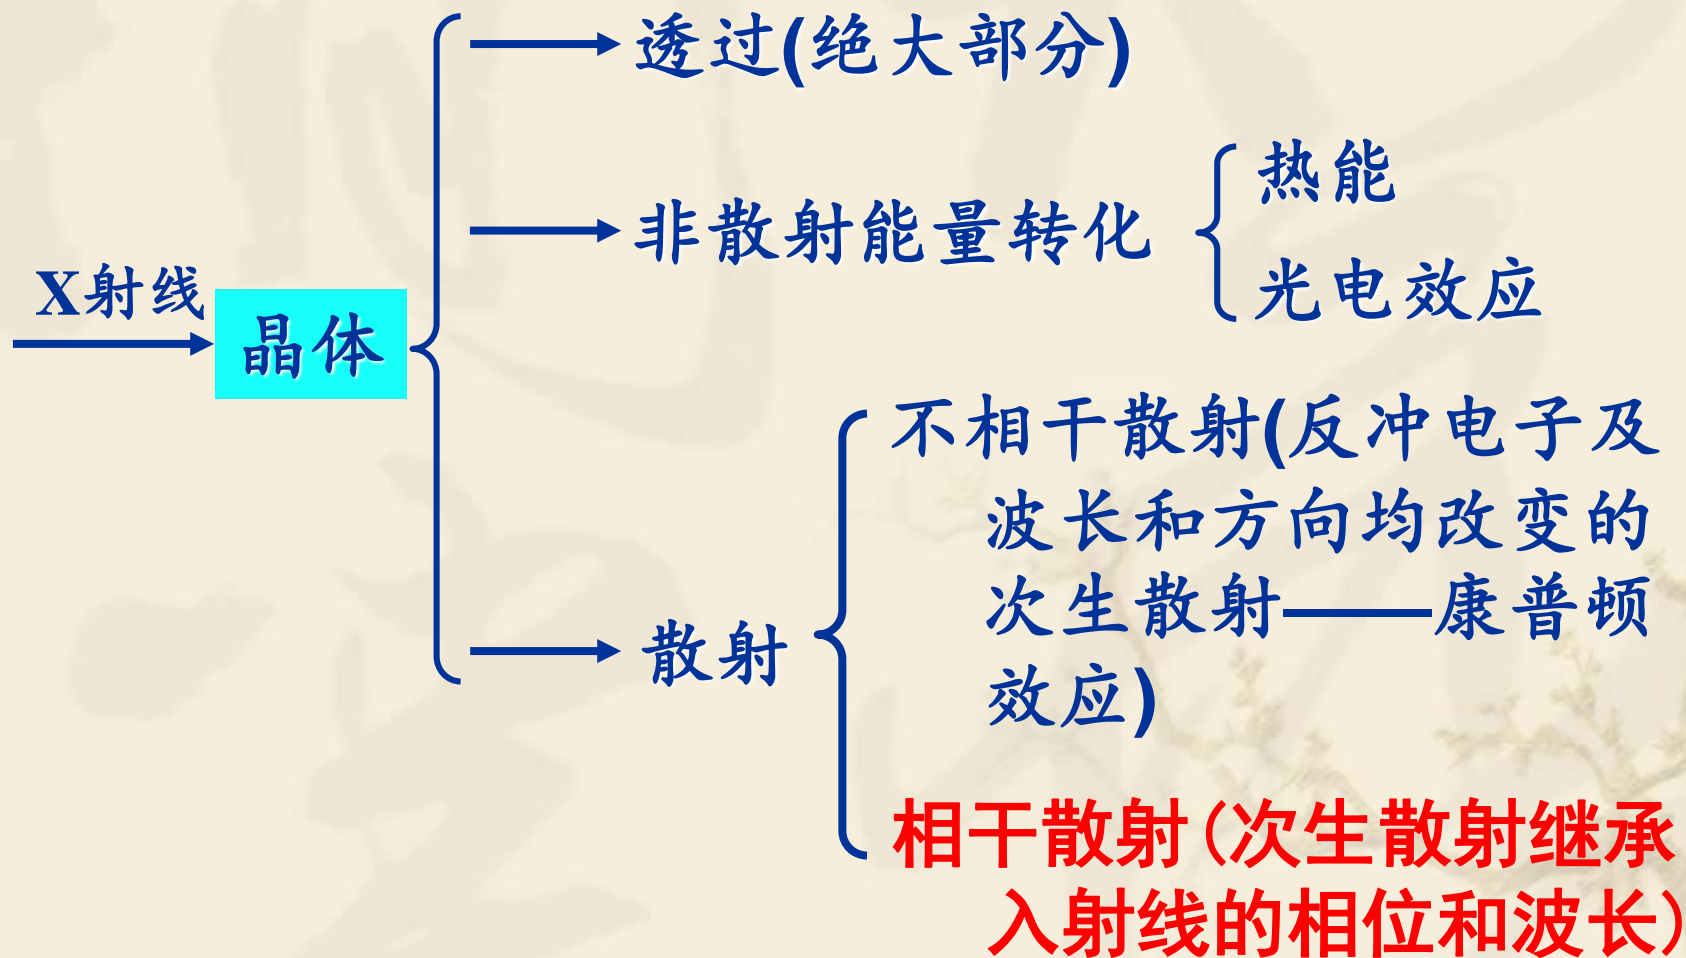 透过(绝大部分)
热能
非散射能量转化
光电效应
X射线
晶体
不相干散射(反冲电子及
波长和方向均改变的
次生散射——康普顿
效应)
散射
相干散射(次生散射继承
入射线的相位和波长)